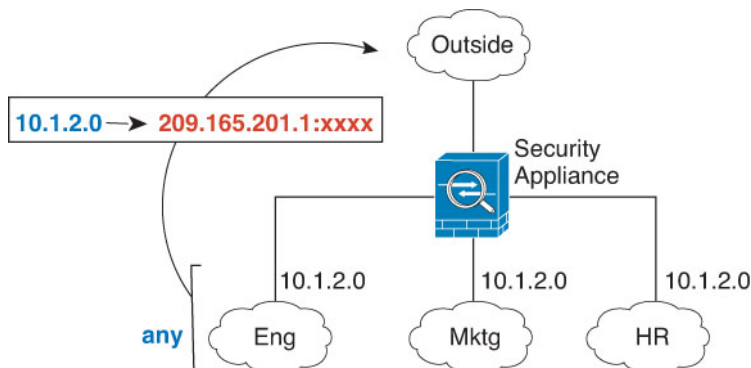 Outside
10.1.2.0 → 209.165.201.1:xxxx
Security
Appliance
10.1.2.0
10.1.2.0
10.1.2.0
any
Eng
Mktg
HR